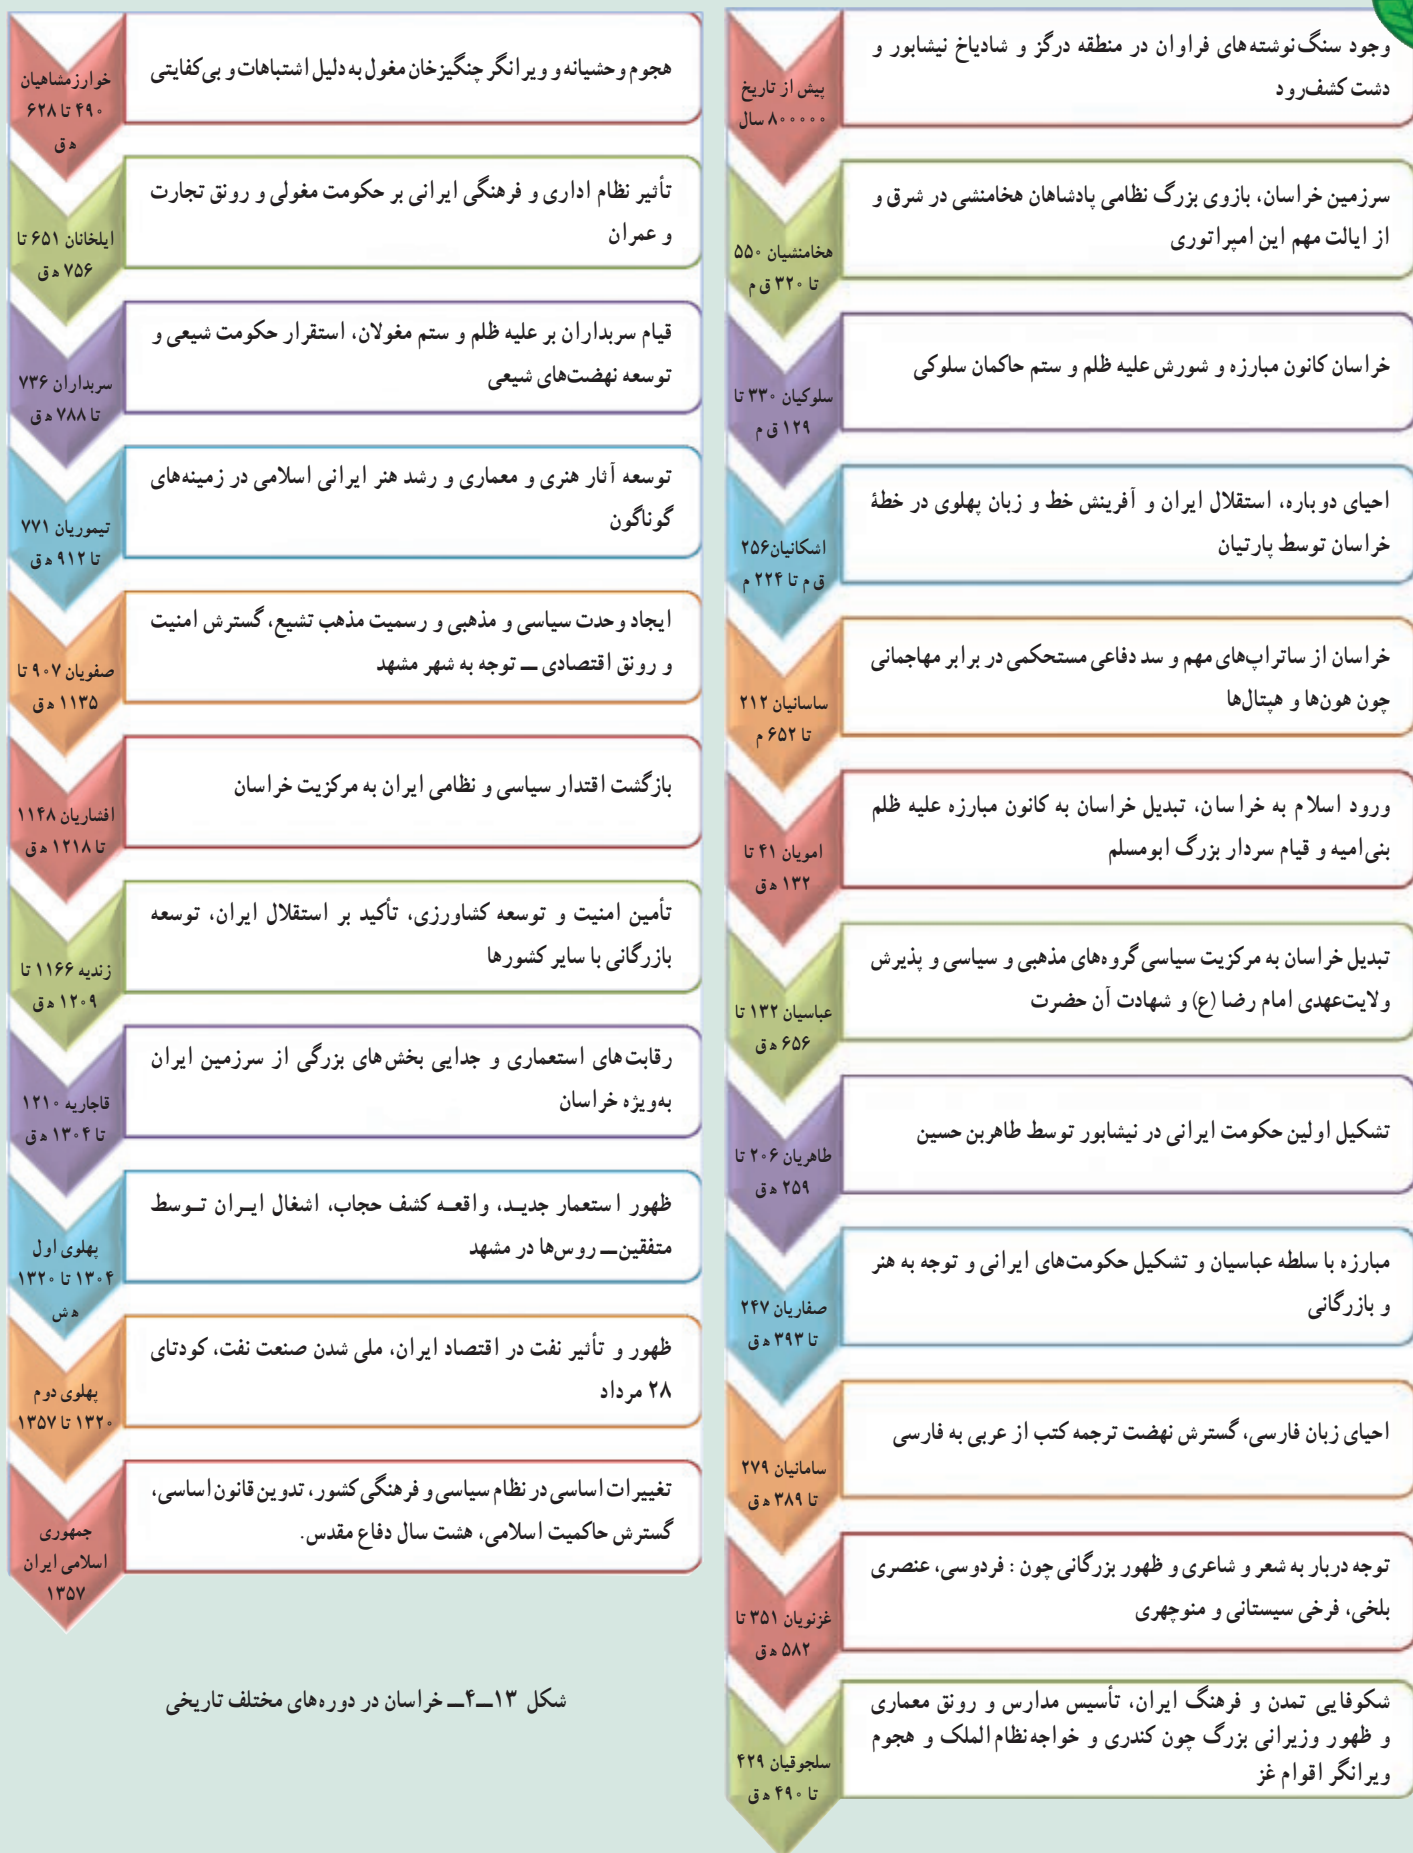 پیش از تاریخ
۸۰۰۰۰۰ سال
وجود سنگ‌نوشته‌های فراوان در منطقه درگز و شادیاخ نیشابور و
دشت کشف‌رود
هخامنشیان ۵۵۰
تا ۳۲۰ ق م
سرزمین خراسان، بازوی بزرگ نظامی پادشاهان هخامنشی در شرق و
از ایالت مهم این امپراتوری
سلوکیان ۳۳۰ تا
۱۲۹ ق م
خراسان کانون مبارزه و شورش علیه ظلم و ستم حاکمان سلوکی
اشکانیان۲۵۶
ق م تا ۲۲۴ م
احیای دوباره، استقلال ایران و آفرینش خط و زبان پهلوی در خطۀ
خراسان توسط پارتیان
ساسانیان ۲۱۲
تا ۶۵۲ م
خراسان از ساتراپ‌های مهم و سد دفاعی مستحکمی در برابر مهاجمانی
چون هون‌ها و هپتال‌ها
امویان ۴۱ تا
۱۳۲ ه ق
ورود اسلام به خراسان، تبدیل خراسان به کانون مبارزه علیه ظلم
بنی‌امیه و قیام سردار بزرگ ابومسلم
عباسیان ۱۳۲ تا
۶۵۶ ه ق
تبدیل خراسان به مرکزیت سیاسی گروه‌های مذهبی و سیاسی و پذیرش
ولایت‌عهدی امام رضا (ع) و شهادت آن حضرت
طاهریان ۲۰۶ تا
۲۵۹ ه ق
تشکیل اولین حکومت ایرانی در نیشابور توسط طاهربن حسین
صفاریان ۲۴۷
تا ۳۹۳ ه ق
مبارزه با سلطه عباسیان و تشکیل حکومت‌های ایرانی و توجه به هنر
و بازرگانی
سامانیان ۲۷۹
تا ۳۸۹ ه ق
احیای زبان فارسی، گسترش نهضت ترجمه کتب از عربی به فارسی
غزنویان ۳۵۱ تا
۵۸۲ ه ق
توجه دربار به شعر و شاعری و ظهور بزرگانی چون : فردوسی، عنصری
بلخی، فرخی سیستانی و منوچهری
سلجوقیان ۴۲۹
تا ۴۹۰ ه ق
شکوفایی تمدن و فرهنگ ایران، تأسیس مدارس و رونق معماری
و ظهور وزیرانی بزرگ چون کندری و خواجه‌نظام الملک و هجوم
ویرانگر اقوام غز
خوارزمشاهیان
۴۹۰ تا ۶۲۸
ه ق
هجوم وحشیانه و ویرانگر چنگیزخان مغول به دلیل اشتباهات و بی‌کفایتی
ایلخانان ۶۵۱ تا
۷۵۶ ه ق
تأثیر نظام اداری و فرهنگی ایرانی بر حکومت مغولی و رونق تجارت
و عمران
سربداران ۷۳۶
تا ۷۸۸ ه ق
قیام سربداران بر علیه ظلم و ستم مغولان، استقرار حکومت شیعی و
توسعه نهضت‌های شیعی
تیموریان ۷۷۱
تا ۹۱۲ ه ق
توسعه آثار هنری و معماری و رشد هنر ایرانی اسلامی در زمینه‌های
گوناگون
صفویان ۹۰۷ تا
۱۱۳۵ ه ق
ایجاد وحدت سیاسی و مذهبی و رسمیت مذهب تشیع، گسترش امنیت
و رونق اقتصادی ــ توجه به شهر مشهد
افشاریان ۱۱۴۸
تا ۱۲۱۸ ه ق
بازگشت اقتدار سیاسی و نظامی ایران به مرکزیت خراسان
زندیه ۱۱۶۶ تا
۱۲۰۹ ه ق
تأمین امنیت و توسعه کشاورزی، تأکید بر استقلال ایران، توسعه
بازرگانی با سایر کشورها
قاجاریه ۱۲۱۰
تا ۱۳۰۴ ه ق
رقابت‌های استعماری و جدایی بخش‌های بزرگی از سرزمین ایران
به‌ویژه خراسان
پهلوی اول
۱۳۰۴ تا ۱۳۲۰
ه ش
ظهور استعمار جدید، واقعه کشف حجاب، اشغال ایران توسط
متفقین‌ــ روس‌ها در مشهد
پهلوی دوم
۱۳۲۰ تا ۱۳۵۷
ظهور و تأثیر نفت در اقتصاد ایران، ملی شدن صنعت نفت، کودتای
۲۸ مرداد
جمهوری
اسلامی ایران
۱۳۵۷
تغییرات اساسی در نظام سیاسی و فرهنگی کشور، تدوین قانون اساسی،
گسترش حاکمیت اسلامی، هشت سال دفاع مقدس.
شکل ۱۳ــ۴ــ خراسان در دوره‌های مختلف تاریخی